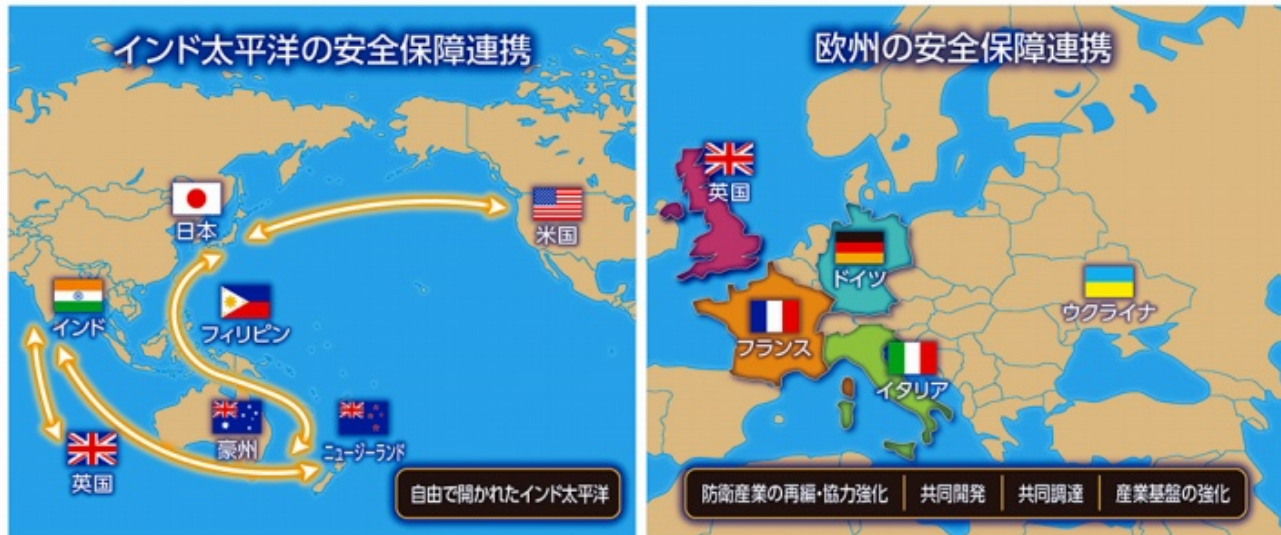 インド太平洋の安全保障連携
日本
米国
インド
フィリピン
英国
豪州
ニュージーランド
自由で開かれたインド太平洋
欧州の安全保障連携
英国
ドイツ
フランス
ウクライナ
イタリア
防衛産業の再編・協力強化
共同開発
共同調達
産業基盤の強化